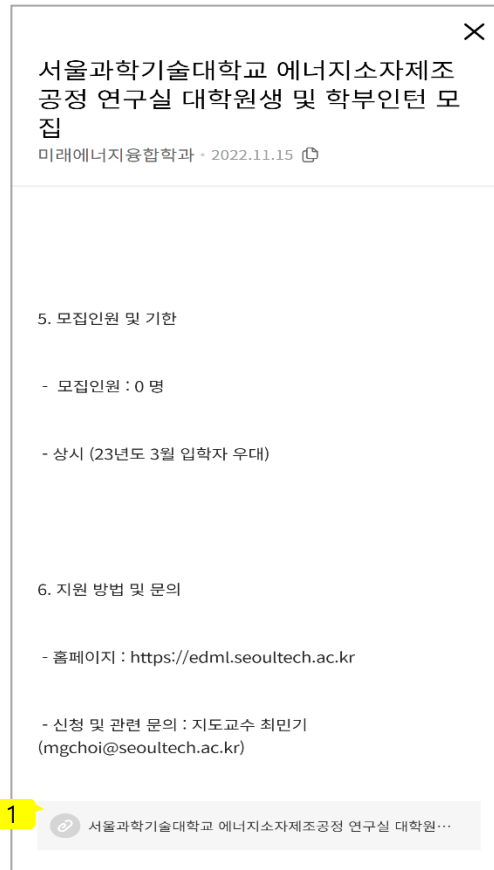 서울과학기술대학교 에너지소자제조
공정 연구실 대학원생 및 학부인턴 모
집
미래에너지융합학과 • 2022.11.15
5. 모집인원 및 기한
- 모집인원 : 0 명
- 상시 (23년도 3월 입학자 우대)
6. 지원 방법 및 문의
- 홈페이지 : https://edml.seoultech.ac.kr
- 신청 및 관련 문의 : 지도교수 최민기
(mgchoi@seoultech.ac.kr)
1
서울과학기술대학교 에너지소자제조공정 연구실 대학원…